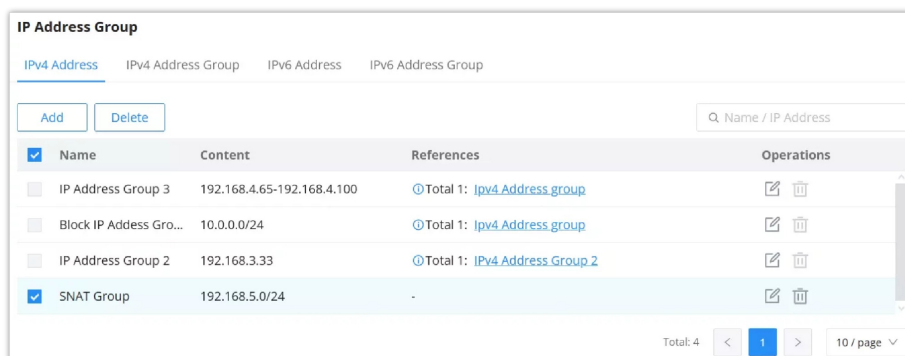 IP Address Group
IPv4 Address IPv4 Address Group IPv6 Address IPv6 Address Group
Add Delete Name / IP Address
Name Content References Operations
IP Address Group 3 192.168.4.65-192.168.4.100 Total 1: Ipv4 Address group
Block IP Addess Gro... 10.0.0.0/24 Total 1: Ipv4 Address group
IP Address Group 2 192.168.3.33 Total 1: IPv4 Address Group 2
SNAT Group 192.168.5.0/24 -
Total: 4 < 1 > 10 / page